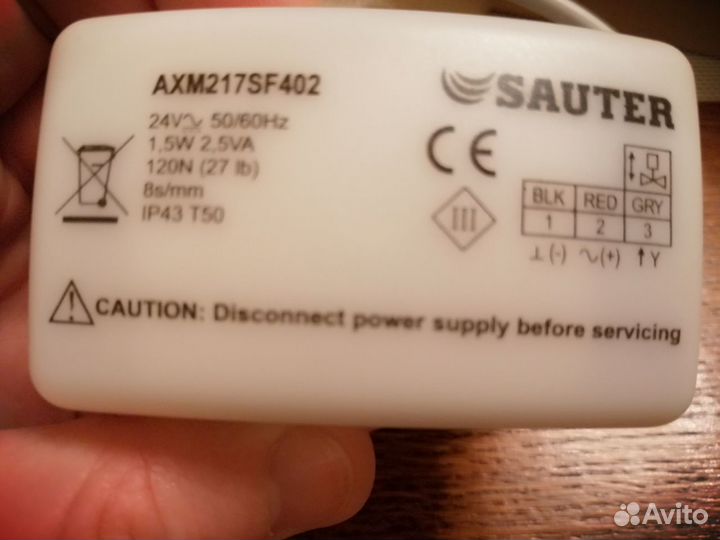 AXM217SF402
SAUTER
24V⏦ 50/60Hz
1,5W 2,5VA
120N (27 lb)
8s/mm
IP43 T50
CE
III
BLK RED GRY
1 2 3
⊥(-) ∿(+) ↑Y
CAUTION: Disconnect power supply before servicing
Avito